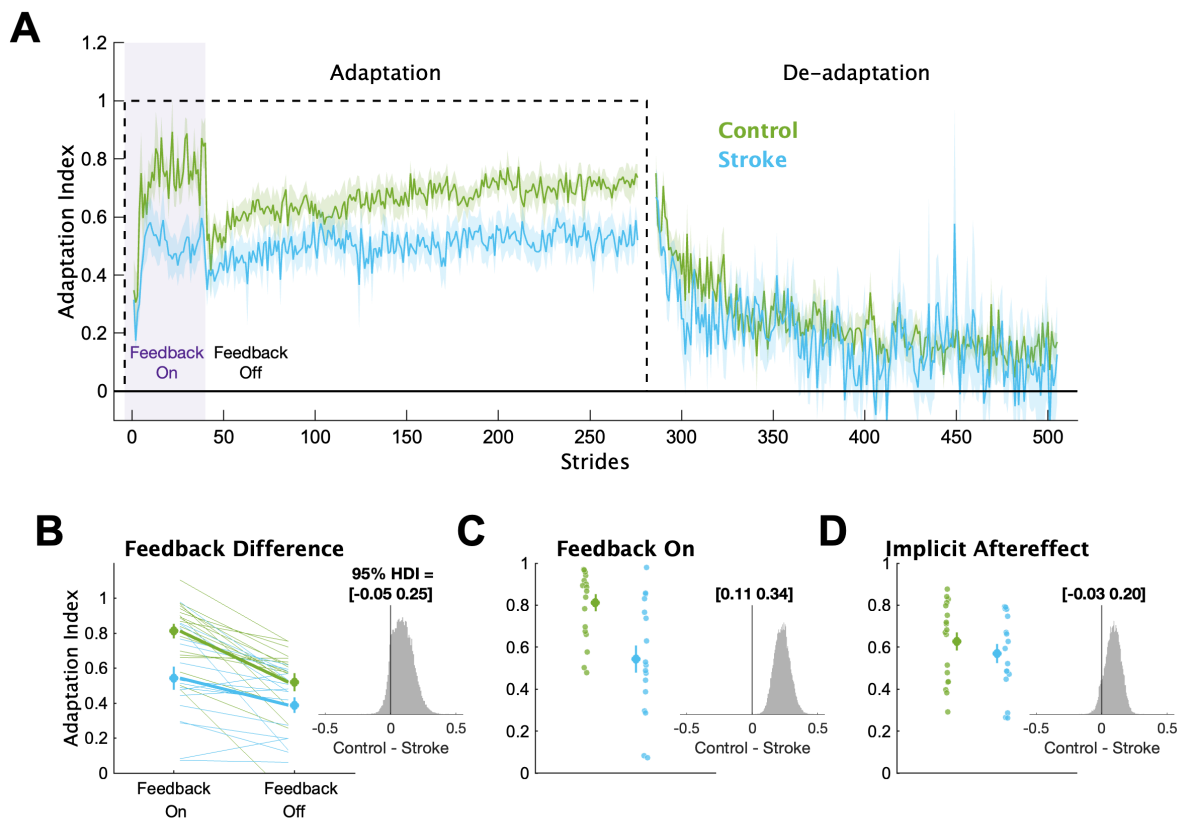 A
1.2
1
0.8
0.6
0.4
0.2
0
Adaptation Index
Adaptation
De-adaptation
Control
Stroke
Feedback
On
Feedback
Off
0
50
100
150
200
250
300
350
400
450
500
Strides
B
Feedback Difference
Adaptation Index
1
0.8
0.6
0.4
0.2
0
Feedback
On
Feedback
Off
95% HDI =
[-0.05 0.25]
-0.5
0
0.5
Control - Stroke
C
Feedback On
1
0.8
0.6
0.4
0.2
0
[0.11 0.34]
-0.5
0
0.5
Control - Stroke
D
Implicit Aftereffect
1
0.8
0.6
0.4
0.2
0
[-0.03 0.20]
-0.5
0
0.5
Control - Stroke